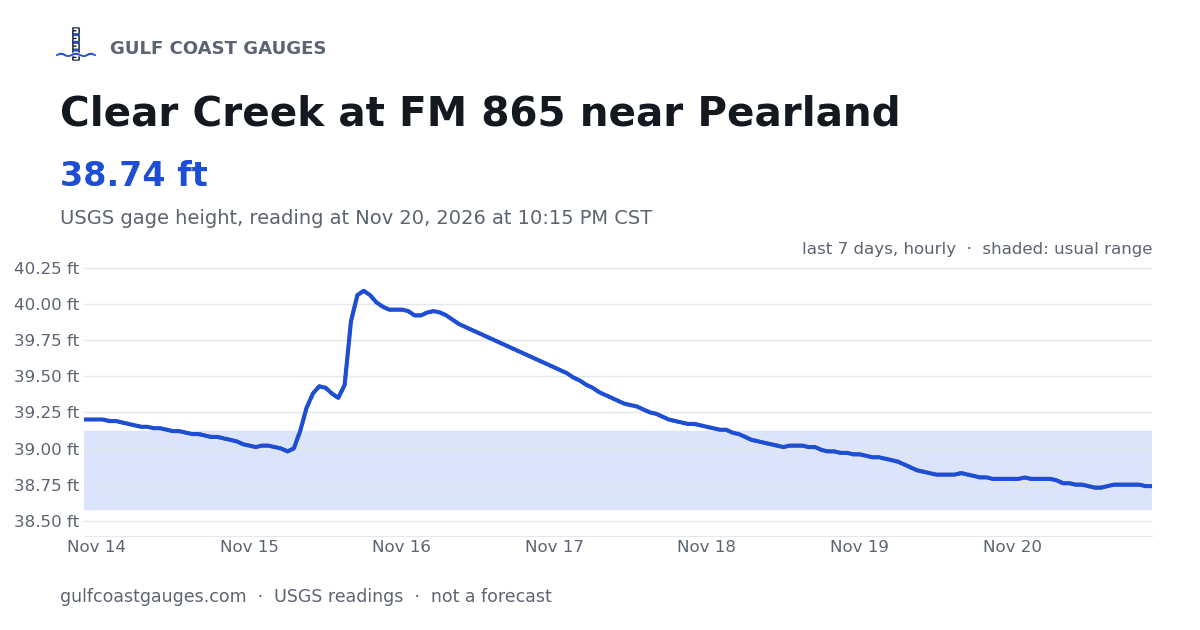 GULF COAST GAUGES
Clear Creek at FM 865 near Pearland
38.74 ft
USGS gage height, reading at Nov 20, 2026 at 10:15 PM CST
last 7 days, hourly · shaded: usual range
40.25 ft
40.00 ft
39.75 ft
39.50 ft
39.25 ft
39.00 ft
38.75 ft
38.50 ft
Nov 14 Nov 15 Nov 16 Nov 17 Nov 18 Nov 19 Nov 20
gulfcoastgauges.com · USGS readings · not a forecast